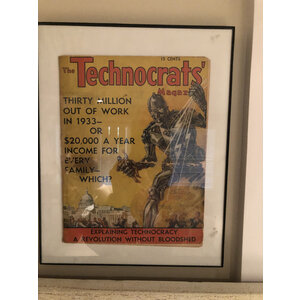 15 CENTS
The Technocrats'
Magazine
THIRTY MILLION
OUT OF WORK
IN 1933—
OR
$20,000 A YEAR
INCOME FOR
EVERY
FAMILY—
WHICH?
EXPLAINING TECHNOCRACY
A REVOLUTION WITHOUT BLOODSHED